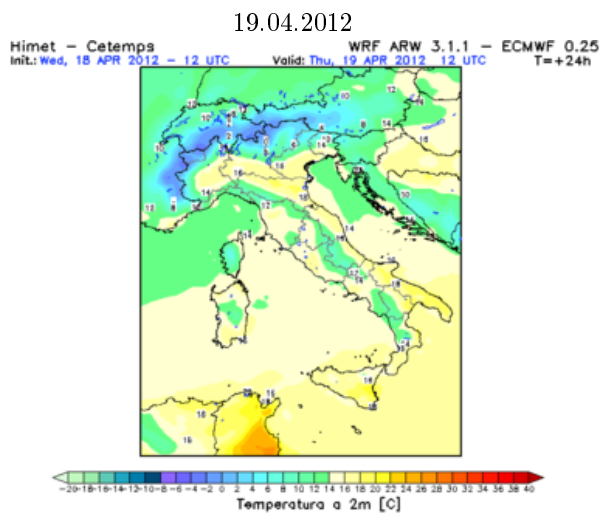 19.04.2012
Himet – Cetemps WRF ARW 3.1.1 – ECMWF 0.25
Init.: Wed, 18 APR 2012 – 12 UTC Valid: Thu, 19 APR 2012 12 UTC T=+24h
-20-18-16-14-12-10-8 -6 -4 -2 0 2 4 6 8 10 12 14 16 18 20 22 24 26 28 30 32 34 36 38 40
Temperatura a 2m [C]